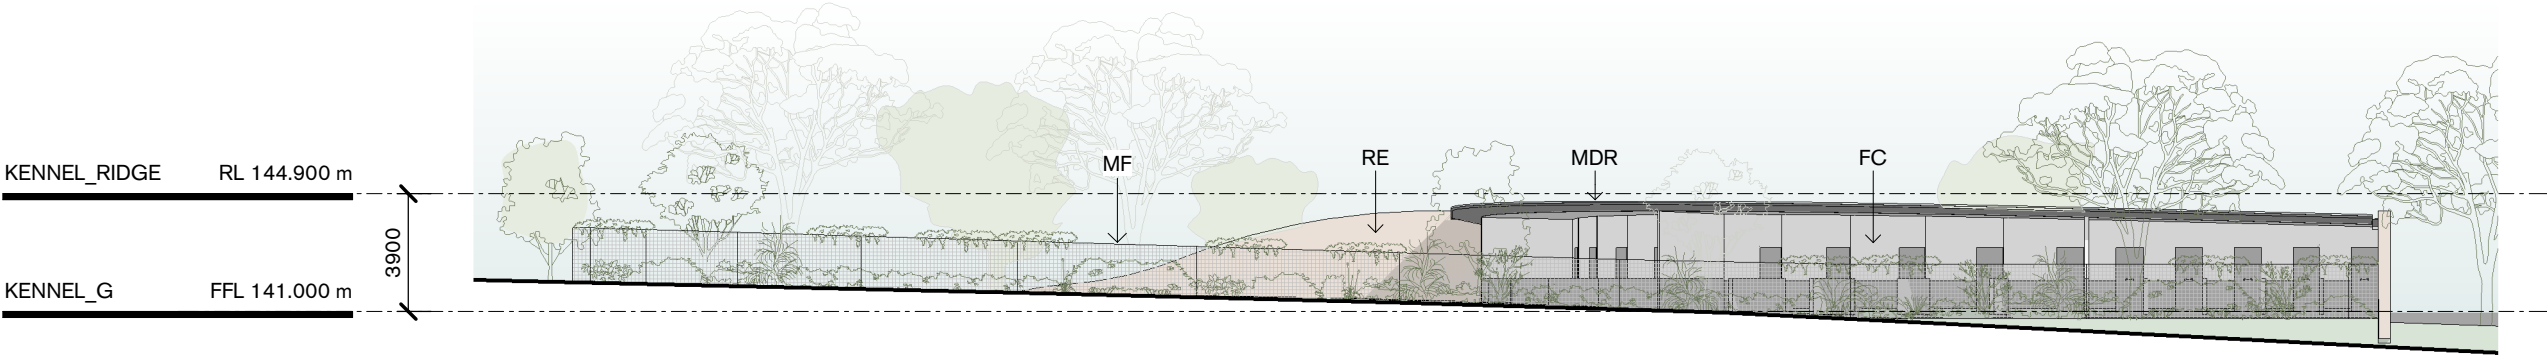 MF
RE
MDR
FC
KENNEL_RIDGE RL 144.900 m
3900
KENNEL_G FFL 141.000 m